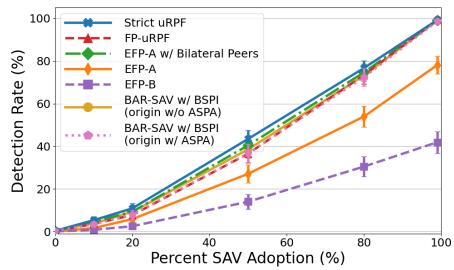 100
80
60
40
20
0
Detection Rate (%)
Strict uRPF
FP-uRPF
EFP-A w/ Bilateral Peers
EFP-A
EFP-B
BAR-SAV w/ BSPI
(origin w/o ASPA)
BAR-SAV w/ BSPI
(origin w/ ASPA)
0 20 40 60 80 100
Percent SAV Adoption (%)